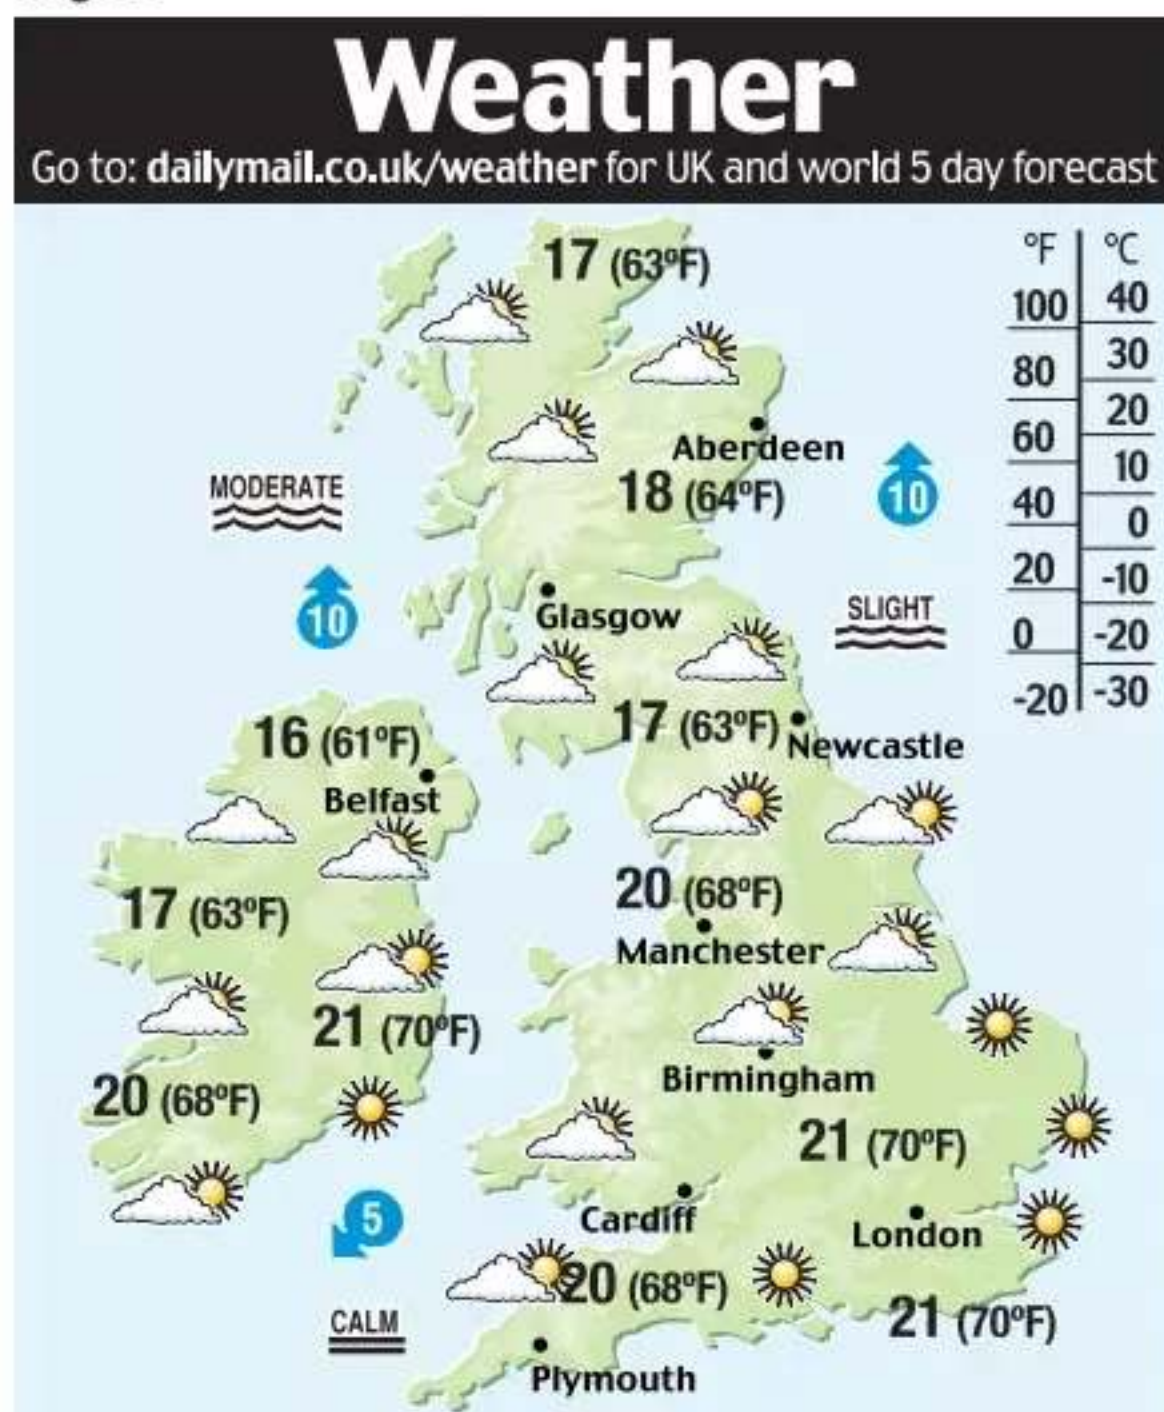 Weather
Go to: dailymail.co.uk/weather for UK and world 5 day forecast
17 (63ºF)
ºF ºC
100 40
80 30
60 20
40 10
20 0
0 -10
-20 -20
-30
Aberdeen
18 (64ºF)
10
MODERATE
10
Glasgow
SLIGHT
17 (63ºF)
Newcastle
16 (61ºF)
Belfast
20 (68ºF)
Manchester
17 (63ºF)
21 (70ºF)
Birmingham
20 (68ºF)
21 (70ºF)
5
Cardiff
London
20 (68ºF)
CALM
21 (70ºF)
Plymouth